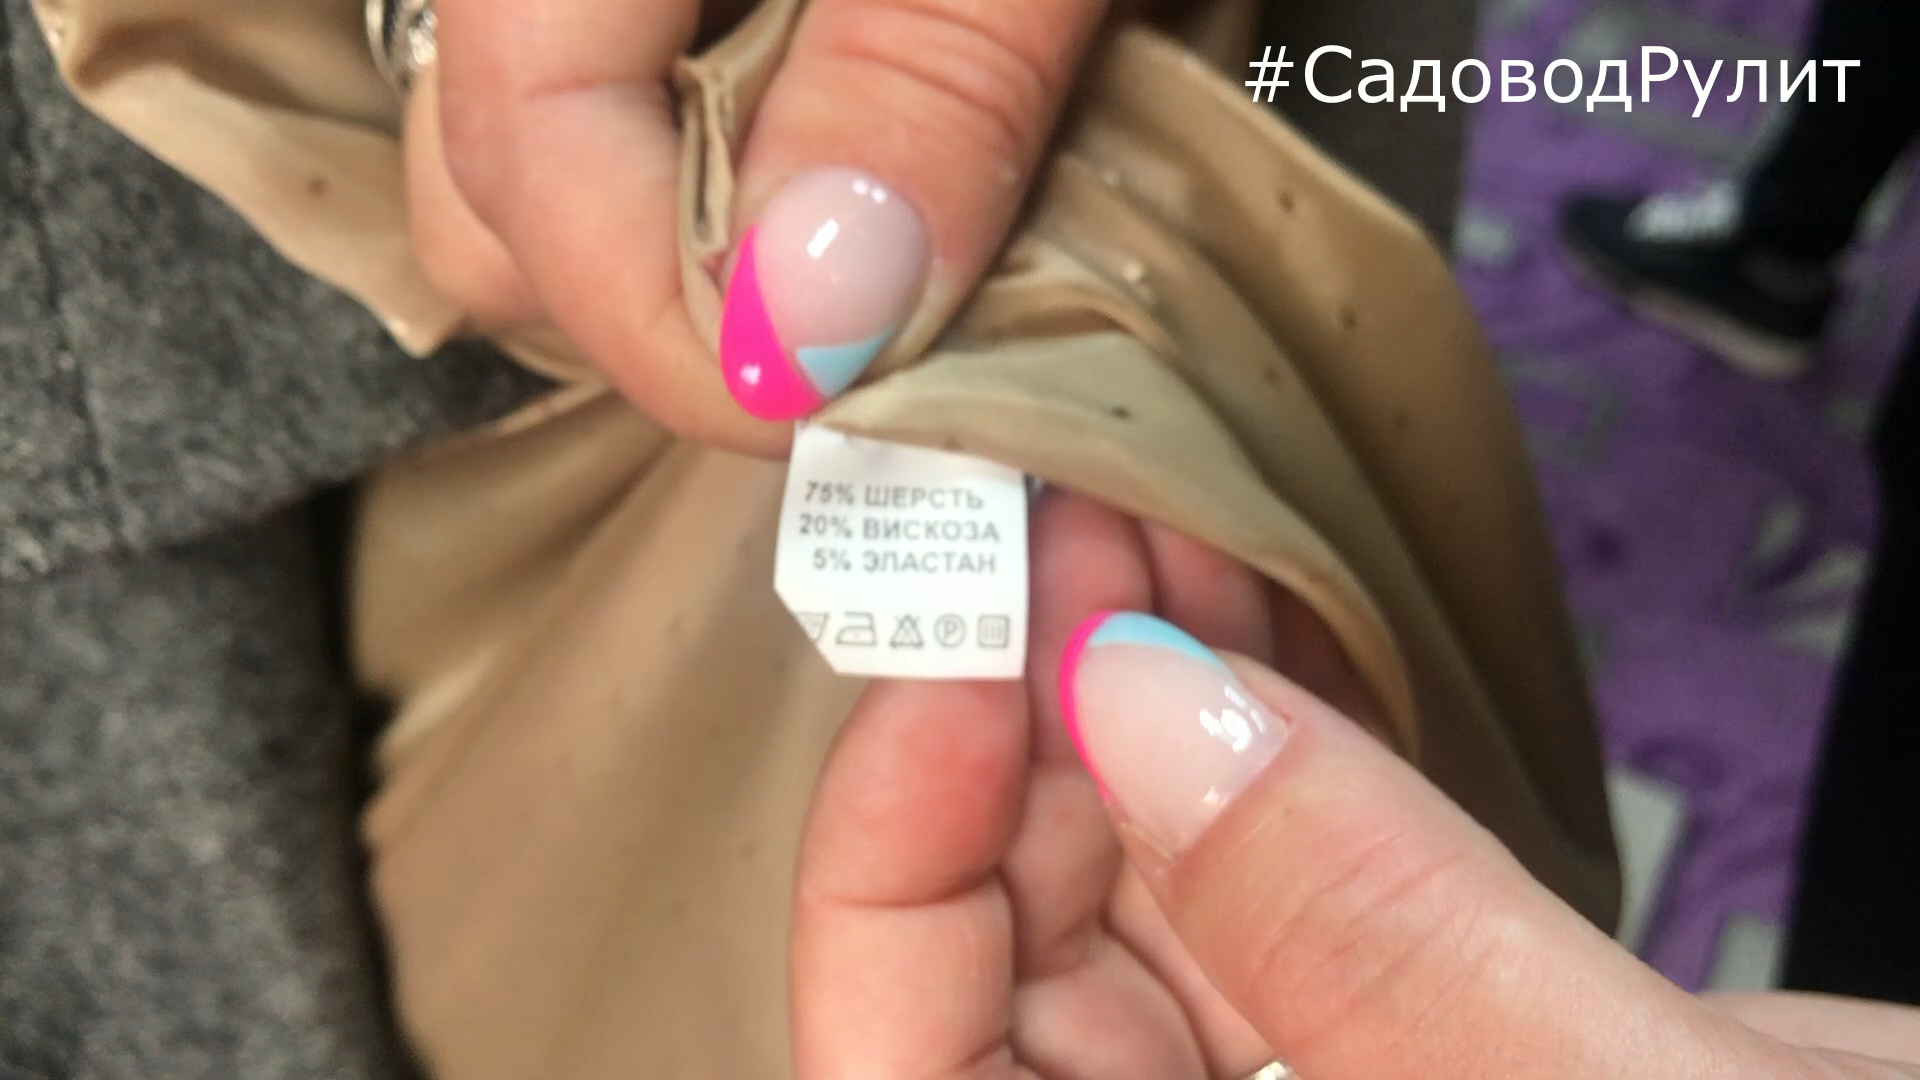 #СадоводРулит
75% ШЕРСТЬ
20% ВИСКОЗА
5% ЭЛАСТАН
P